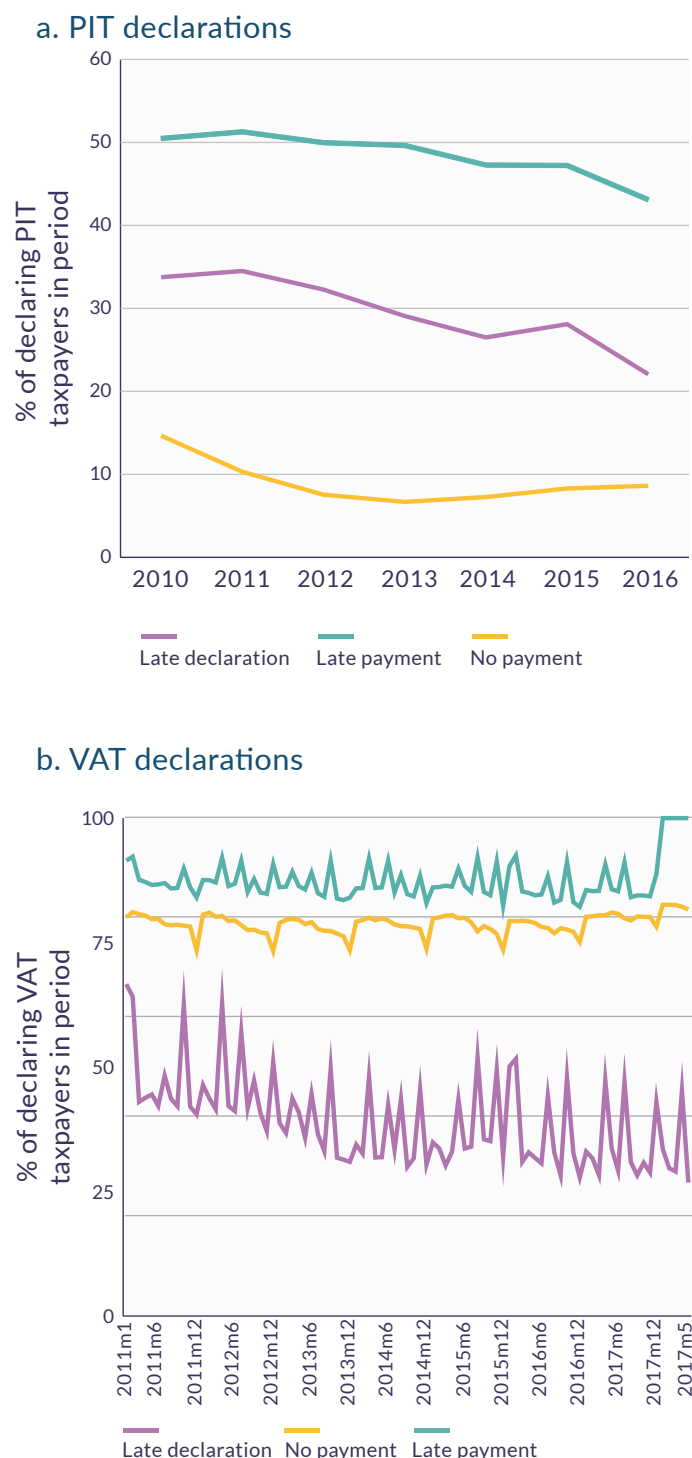 a. PIT declarations
60
50
40
30
20
10
0
% of declaring PIT
taxpayers in period
2010 2011 2012 2013 2014 2015 2016
Late declaration Late payment No payment
b. VAT declarations
100
75
50
25
0
% of declaring VAT
taxpayers in period
2011m1 2011m6 2011m12 2012m6 2012m12 2013m6 2013m12 2014m6 2014m12 2015m6 2015m12 2016m6 2016m12 2017m6 2017m12 2017m5
Late declaration No payment Late payment